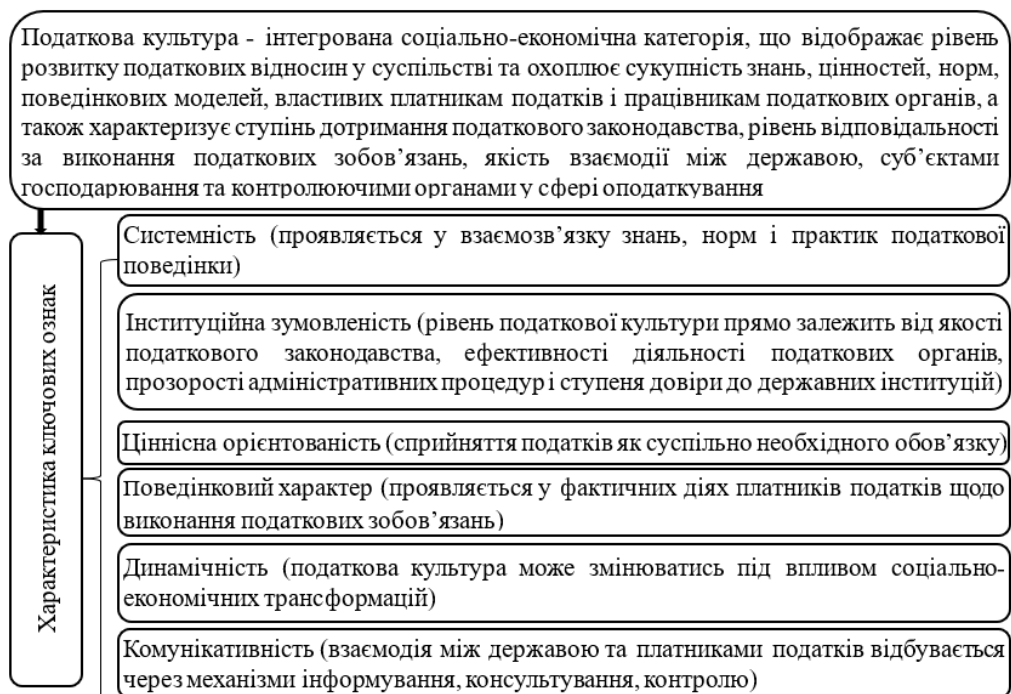 Податкова культура - інтегрована соціально-економічна категорія, що відображає рівень
розвитку податкових відносин у суспільстві та охоплює сукупність знань, цінностей, норм,
поведінкових моделей, властивих платникам податків і працівникам податкових органів, а
також характеризує ступінь дотримання податкового законодавства, рівень відповідальності
за виконання податкових зобов’язань, якість взаємодії між державою, суб’єктами
господарювання та контролюючими органами у сфері оподаткування
Характеристика ключових ознак
Системність (проявляється у взаємозв’язку знань, норм і практик податкової
поведінки)
Інституційна зумовленість (рівень податкової культури прямо залежить від якості
податкового законодавства, ефективності діяльності податкових органів,
прозорості адміністративних процедур і ступеня довіри до державних інституцій)
Ціннісна орієнтованість (сприйняття податків як суспільно необхідного обов’язку)
Поведінковий характер (проявляється у фактичних діях платників податків щодо
виконання податкових зобов’язань)
Динамічність (податкова культура може змінюватись під впливом соціально-
економічних трансформацій)
Комунікативність (взаємодія між державою та платниками податків відбувається
через механізми інформування, консультування, контролю)